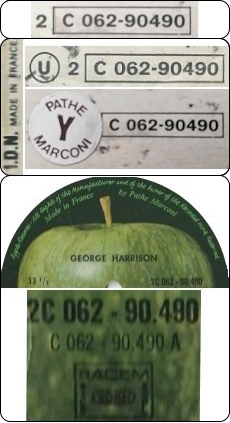 2 C 062-90490
I.D.N. MADE IN FRANCE
U 2 C 062-90490
PATHE
Y
MARCONI
C 062-90490
Made in France
by Pathe Marconi
GEORGE HARRISON
33 1/3
2C 062-90.490
2C 062 - 90.490
C 062 - 90.490 A